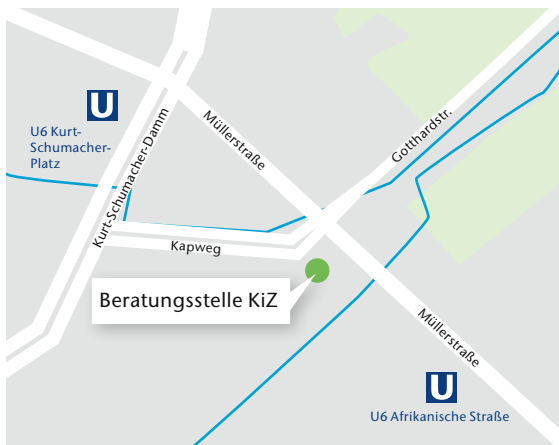 U
U6 Kurt-
Schumacher-
Platz
Kurt-Schumacher-Damm
Müllerstraße
Gotthardstr.
Kapweg
Beratungsstelle KiZ
Müllerstraße
U
U6 Afrikanische Straße